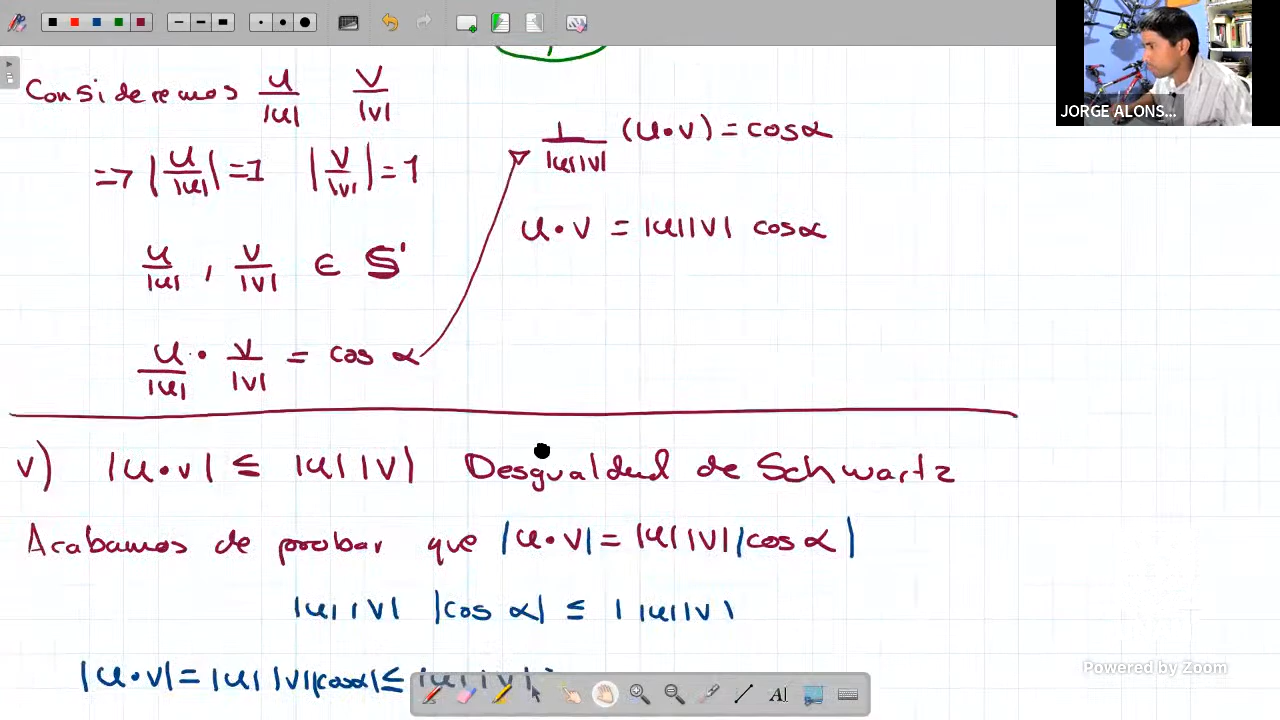 Consideremos u/|u| v/|v|
=> |u/|u|| = 1 |v/|v|| = 1
u/|u| , v/|v| ∈ S¹
u/|u| • v/|v| = cos α
1/|u||v| (u•v) = cos α
u•v = |u||v| cos α
v) |u•v| ≤ |u||v| Desgualdad de Schwartz
Acabamos de probar que |u•v| = |u||v||cos α|
|u||v| |cos α| ≤ | |u||v|
|u•v| = |u||v||cos α| ≤ |u||v|
JORGE ALONS...
Powered by Zoom
AI